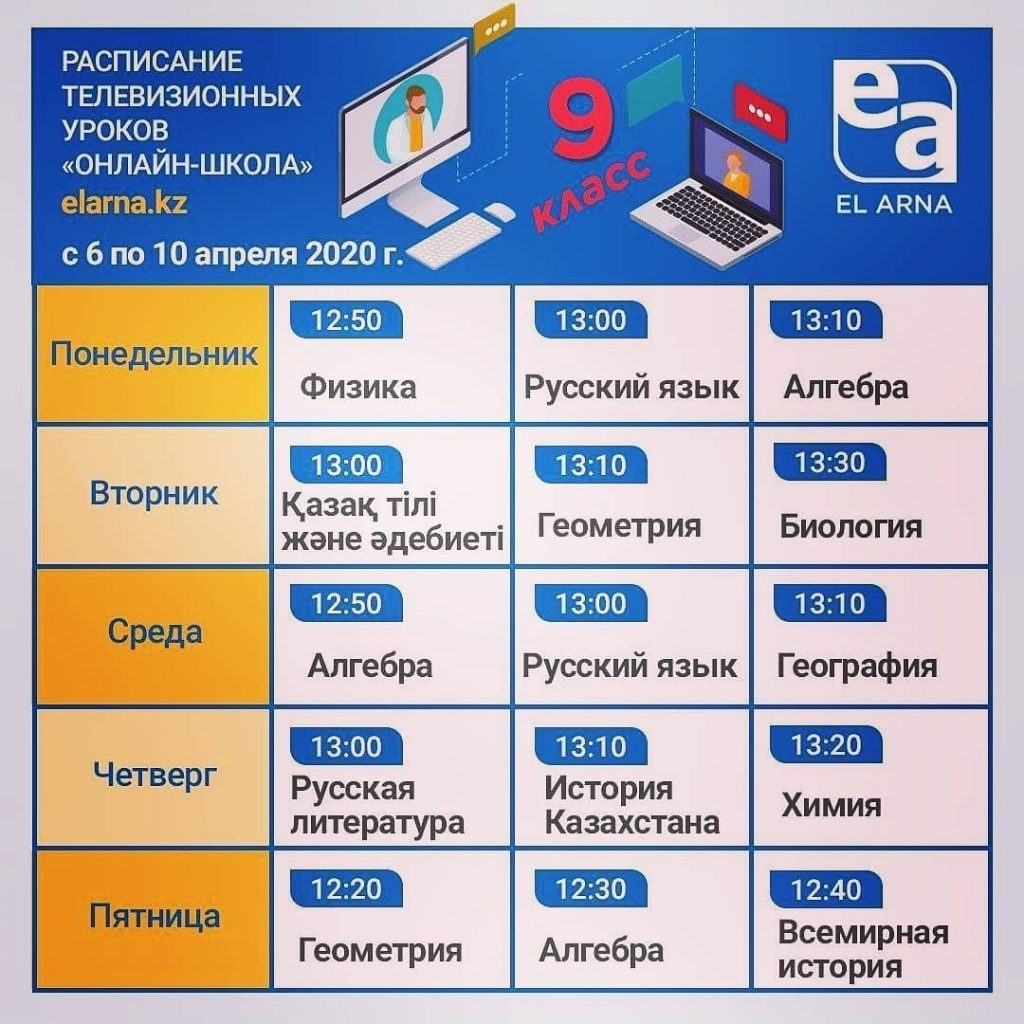 РАСПИСАНИЕ
ТЕЛЕВИЗИОННЫХ
УРОКОВ
«ОНЛАЙН-ШКОЛА»
elarna.kz
с 6 по 10 апреля 2020 г.
9
класс
ea
EL ARNA
Понедельник
12:50
Физика
13:00
Русский язык
13:10
Алгебра
Вторник
13:00
Қазақ тілі
және әдебиеті
13:10
Геометрия
13:30
Биология
Среда
12:50
Алгебра
13:00
Русский язык
13:10
География
Четверг
13:00
Русская
литература
13:10
История
Казахстана
13:20
Химия
Пятница
12:20
Геометрия
12:30
Алгебра
12:40
Всемирная
история